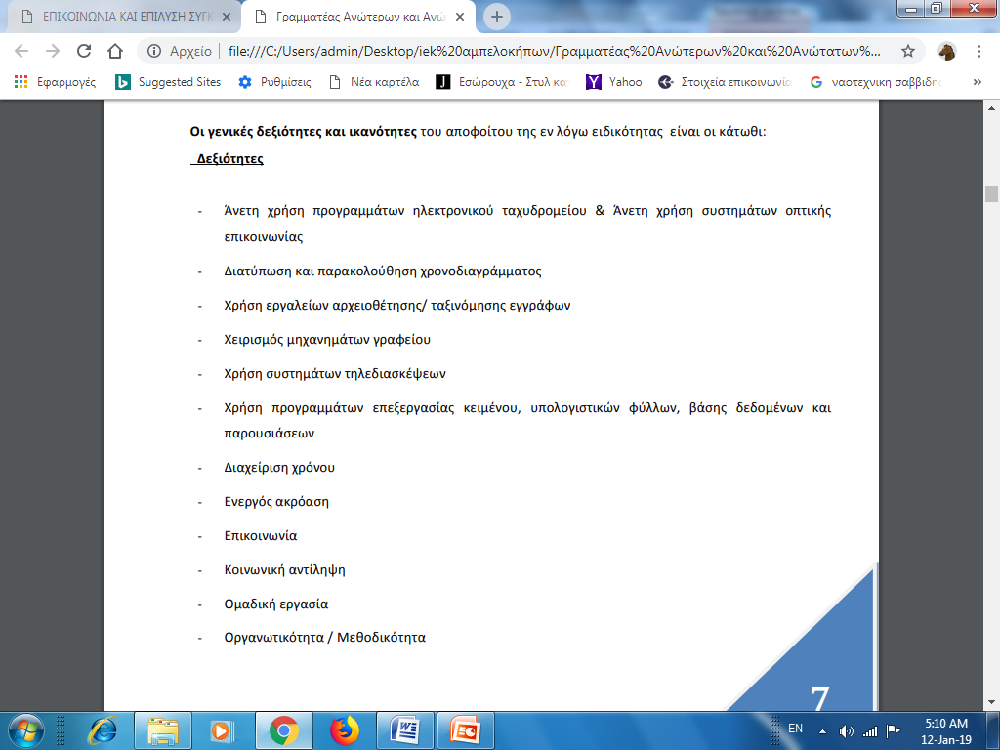 ΕΠΙΚΟΙΝΩΝΙΑ ΚΑΙ ΕΠΙΛΥΣΗ ΣΥΓΚ
Γραμματέας Ανώτερων και Ανώ
Αρχείο
file:///C:/Users/admin/Desktop/iek%20αμπελοκήπων/Γραμματέας%20Ανώτερων%20και%20Ανώτατων%...
Εφαρμογές
Suggested Sites
Ρυθμίσεις
Νέα καρτέλα
Εσώρουχα - Στυλ κα
Yahoo
Στοιχεία επικοινωνία
ναοτεχνικη σαββιδη
»
Οι γενικές δεξιότητες και ικανότητες του αποφοίτου της εν λόγω ειδικότητας είναι οι κάτωθι:
Δεξιότητες
- Άνετη χρήση προγραμμάτων ηλεκτρονικού ταχυδρομείου & Άνετη χρήση συστημάτων οπτικής
επικοινωνίας
- Διατύπωση και παρακολούθηση χρονοδιαγράμματος
- Χρήση εργαλείων αρχειοθέτησης/ ταξινόμησης εγγράφων
- Χειρισμός μηχανημάτων γραφείου
- Χρήση συστημάτων τηλεδιασκέψεων
- Χρήση προγραμμάτων επεξεργασίας κειμένου, υπολογιστικών φύλλων, βάσης δεδομένων και
παρουσιάσεων
- Διαχείριση χρόνου
- Ενεργός ακρόαση
- Επικοινωνία
- Κοινωνική αντίληψη
- Ομαδική εργασία
- Οργανωτικότητα / Μεθοδικότητα
7
EN
5:10 AM
12-Jan-19